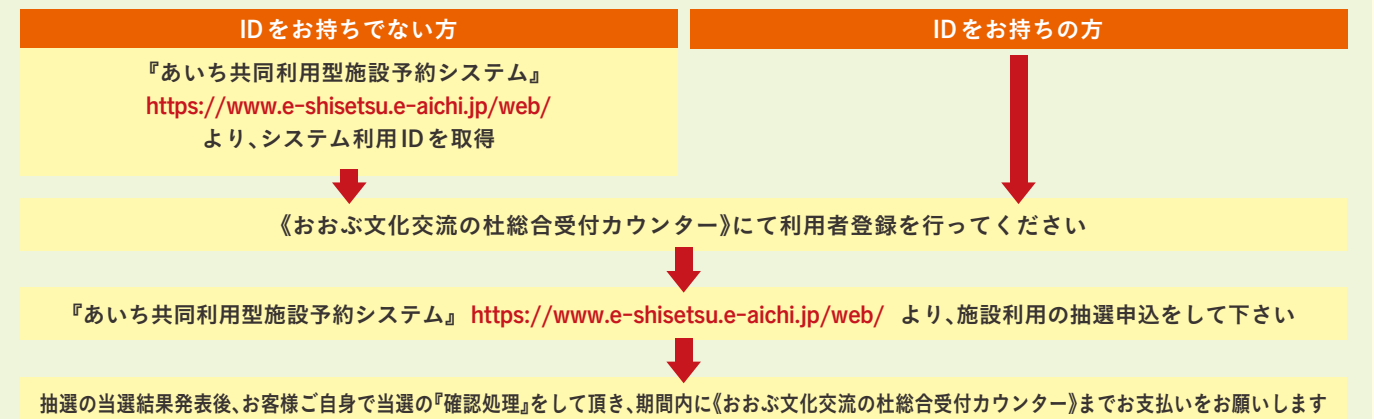 IDをお持ちでない方
IDをお持ちの方
『あいち共同利用型施設予約システム』
https://www.e-shisetsu.e-aichi.jp/web/
より、システム利用IDを取得
《おおぶ文化交流の杜総合受付カウンター》にて利用者登録を行ってください
『あいち共同利用型施設予約システム』 https://www.e-shisetsu.e-aichi.jp/web/ より、施設利用の抽選申込をして下さい
抽選の当選結果発表後、お客様ご自身で当選の『確認処理』をして頂き、期間内に《おおぶ文化交流の杜総合受付カウンター》までお支払いをお願いします